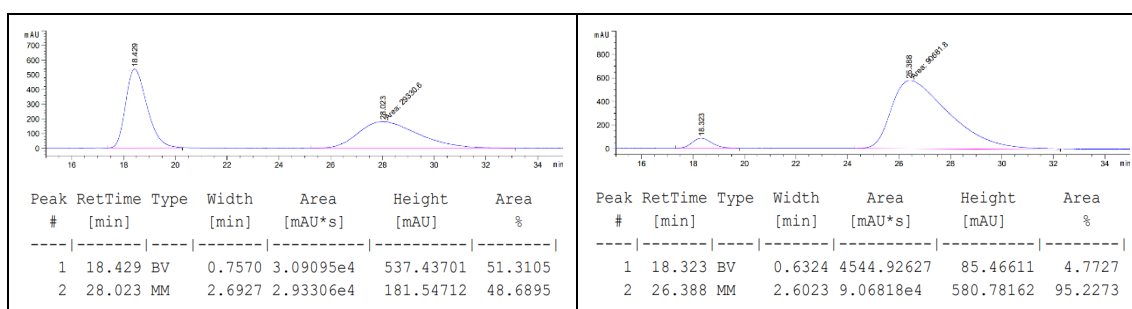 mAU
700
600
500
400
300
200
100
0
18.429
28.023
Area: 29330.6
16 18 20 22 24 26 28 30 32 34 min
Peak RetTime Type Width Area Height Area
# [min] [min] [mAU*s] [mAU] %
----|-------|----|-------|----------|----------|--------|
1 18.429 BV 0.7570 3.09095e4 537.43701 51.3105
2 28.023 MM 2.6927 2.93306e4 181.54712 48.6895
mAU
800
600
400
200
0
18.323
26.388
Area: 90681.8
16 18 20 22 24 26 28 30 32 34 min
Peak RetTime Type Width Area Height Area
# [min] [min] [mAU*s] [mAU] %
----|-------|----|-------|----------|----------|--------|
1 18.323 BV 0.6324 4544.92627 85.46611 4.7727
2 26.388 MM 2.6023 9.06818e4 580.78162 95.2273